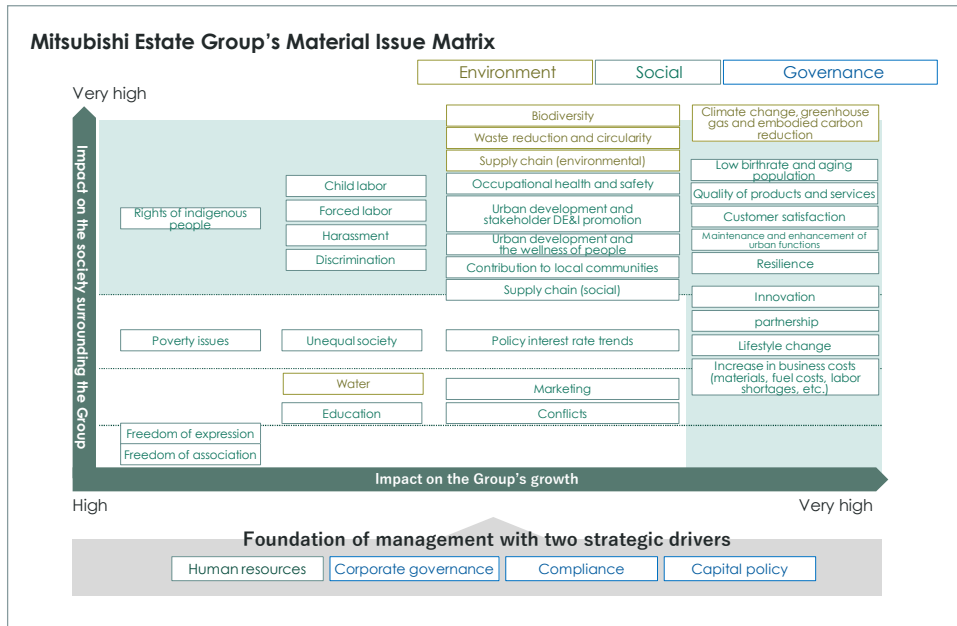 Mitsubishi Estate Group's Material Issue Matrix
Environment
Social
Governance
Very high
Impact on the society surrounding the Group
Rights of indigenous
people
Poverty issues
Freedom of expression
Freedom of association
Child labor
Forced labor
Harassment
Discrimination
Unequal society
Water
Education
Biodiversity
Waste reduction and circularity
Supply chain (environmental)
Occupational health and safety
Urban development and
stakeholder DE&I promotion
Urban development and
the wellness of people
Contribution to local communities
Supply chain (social)
Policy interest rate trends
Marketing
Conflicts
Climate change, greenhouse
gas and embodied carbon
reduction
Low birthrate and aging
population
Quality of products and services
Customer satisfaction
Maintenance and enhancement of
urban functions
Resilience
Innovation
partnership
Lifestyle change
Increase in business costs
(materials, fuel costs, labor
shortages, etc.)
Impact on the Group's growth
High
Very high
Foundation of management with two strategic drivers
Human resources
Corporate governance
Compliance
Capital policy